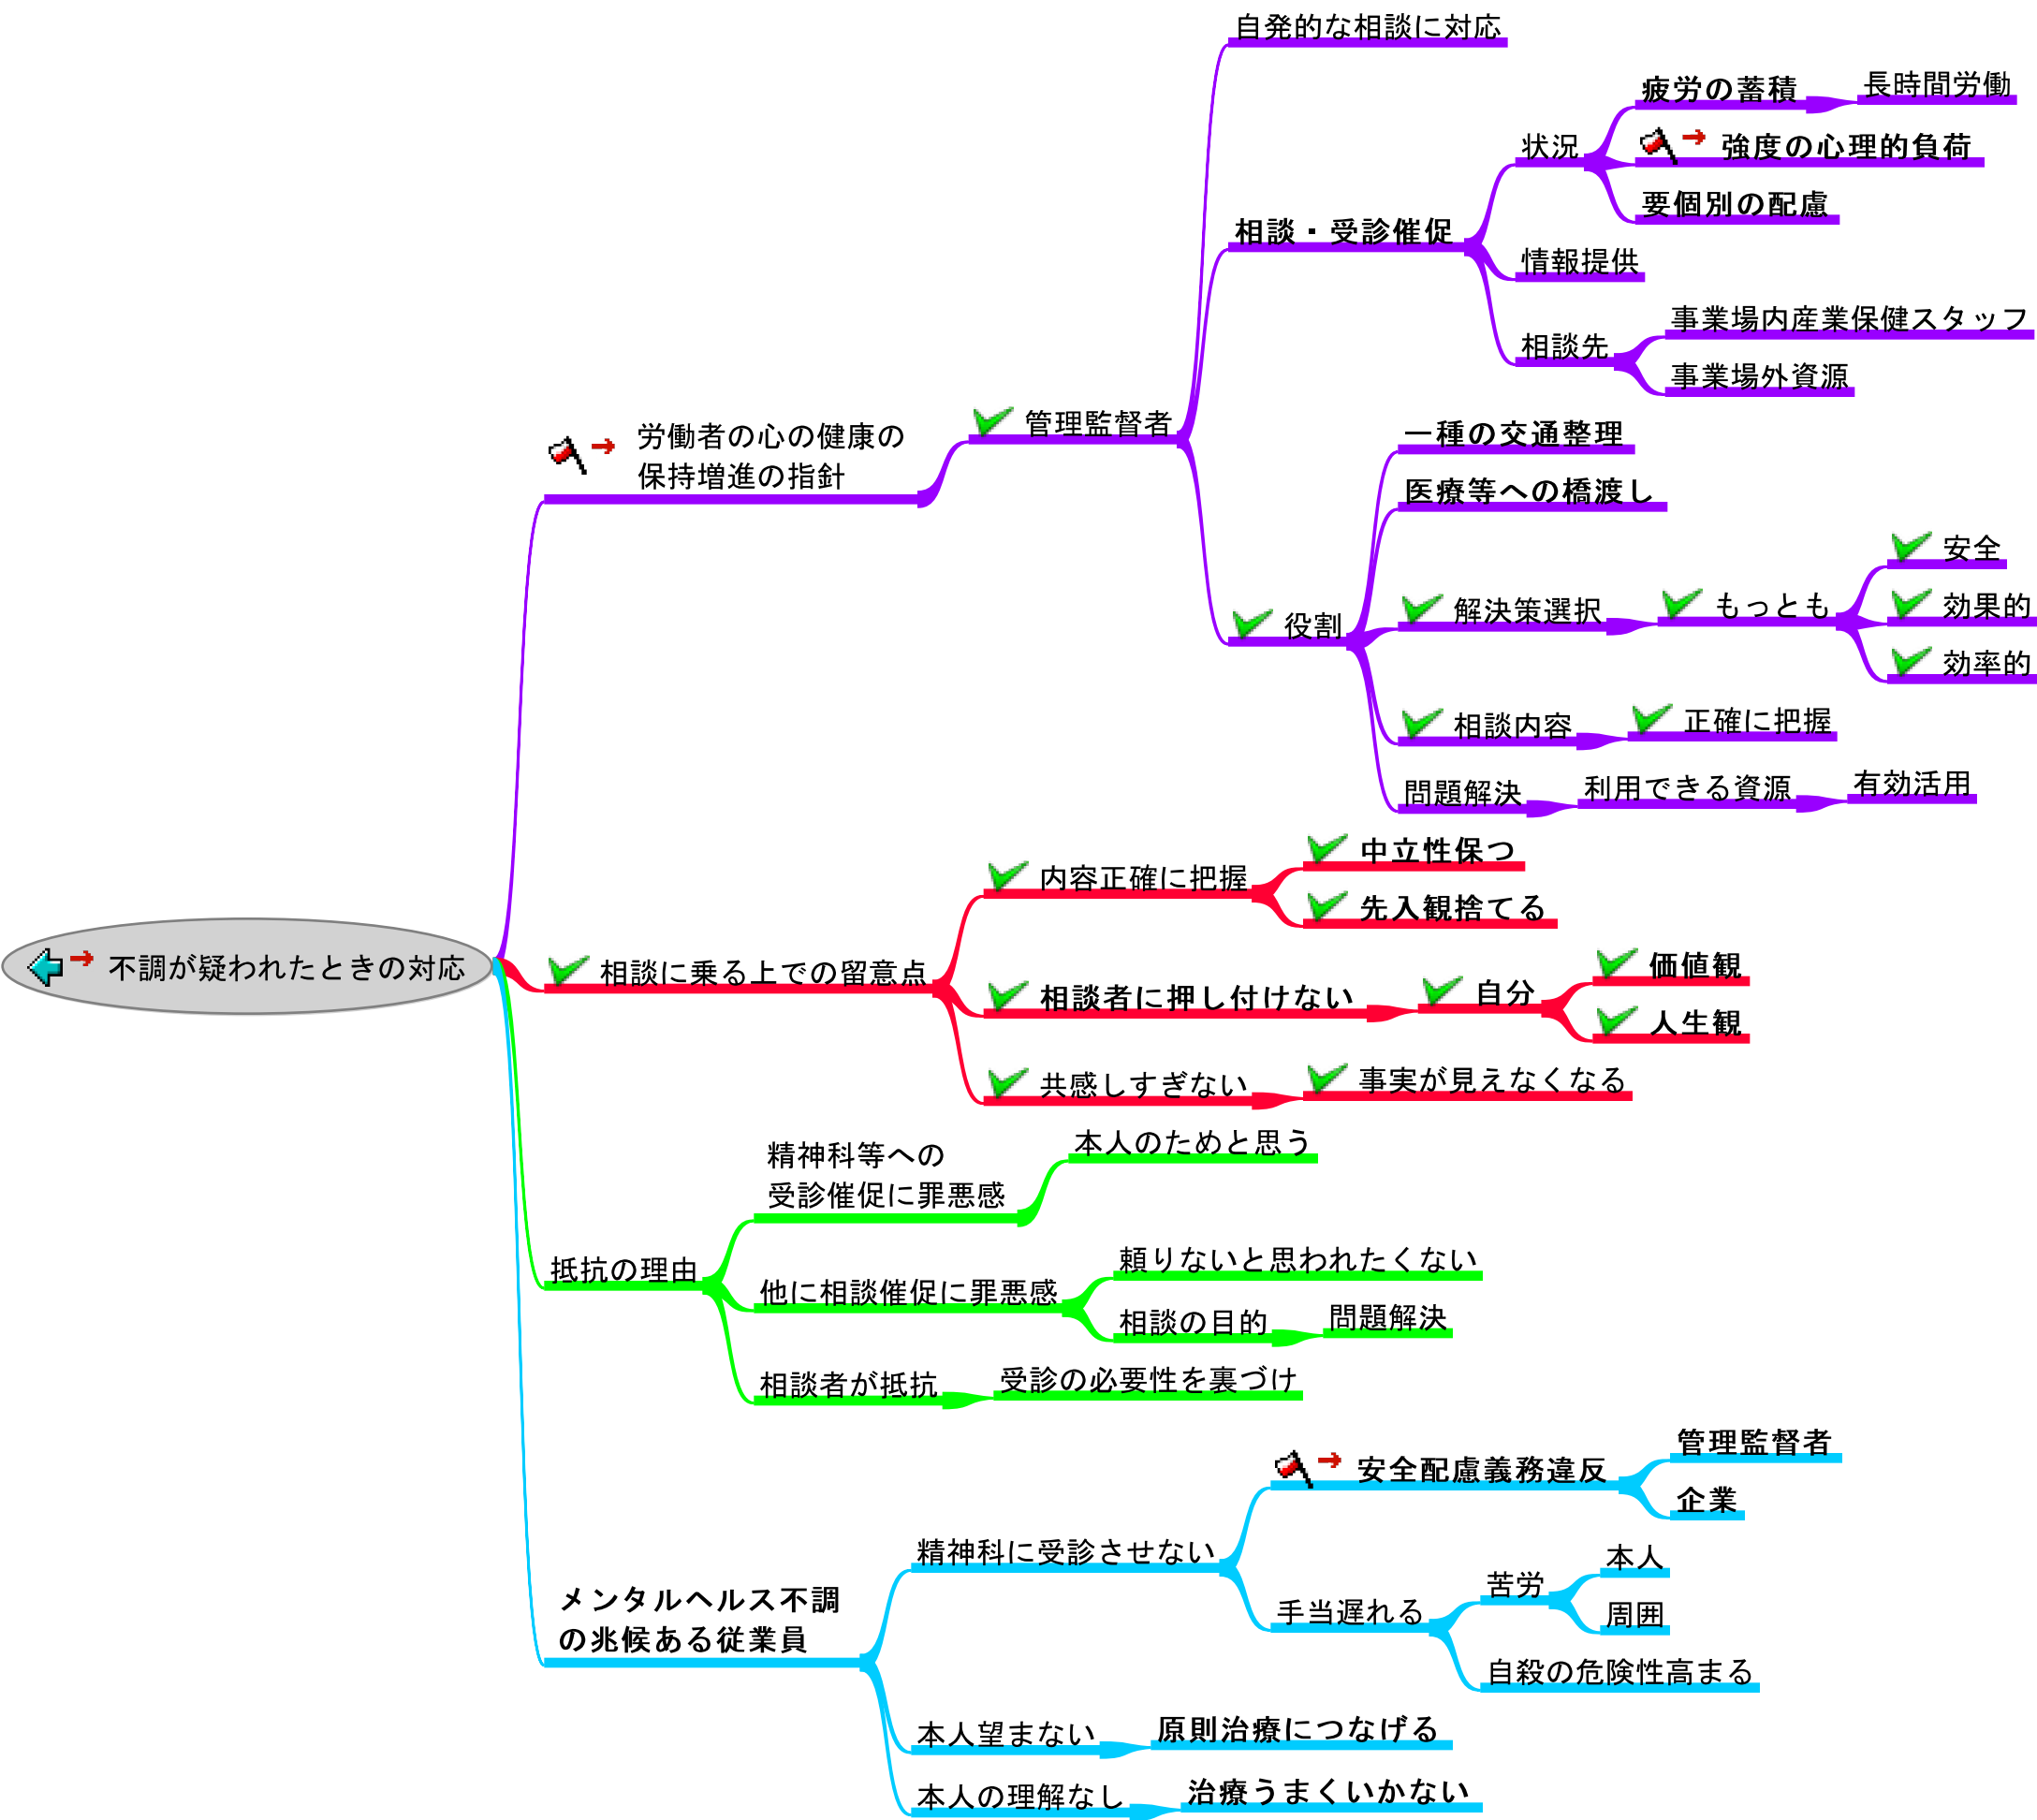 不調が疑われたときの対応
労働者の心の健康の
保持増進の指針
管理監督者
自発的な相談に対応
相談・受診催促
状況
疲労の蓄積
長時間労働
強度の心理的負荷
要個別の配慮
情報提供
相談先
事業場内産業保健スタッフ
事業場外資源
役割
一種の交通整理
医療等への橋渡し
解決策選択
もっとも
安全
効果的
効率的
相談内容
正確に把握
問題解決
利用できる資源
有効活用
相談に乗る上での留意点
内容正確に把握
中立性保つ
先入観捨てる
相談者に押し付けない
自分
価値観
人生観
共感しすぎない
事実が見えなくなる
抵抗の理由
精神科等への
受診催促に罪悪感
本人のためと思う
他に相談催促に罪悪感
頼りないと思われたくない
相談の目的
問題解決
相談者が抵抗
受診の必要性を裏づけ
メンタルヘルス不調
の兆候ある従業員
精神科に受診させない
安全配慮義務違反
管理監督者
企業
手当遅れる
苦労
本人
周囲
自殺の危険性高まる
本人望まない
原則治療につなげる
本人の理解なし
治療うまくいかない